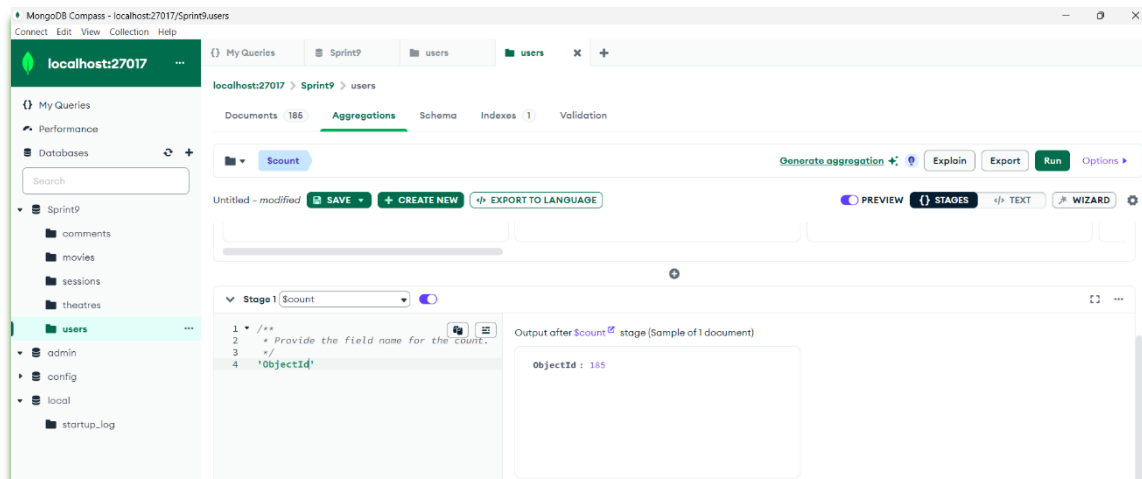 MongoDB Compass - localhost:27017/Sprint9.users
Connect Edit View Collection Help
localhost:27017 ...
{} My Queries
Performance
Databases
Search
Sprint9
comments
movies
sessions
theatres
users ...
admin
config
local
startup_log
{} My Queries Sprint9 users users
localhost:27017 > Sprint9 > users
Documents 185 Aggregations Schema Indexes 1 Validation
$count Generate aggregation Explain Export Run Options
Untitled – modified SAVE + CREATE NEW </> EXPORT TO LANGUAGE PREVIEW {} STAGES </> TEXT WIZARD
Stage 1 $count ...
1 /**
2 * Provide the field name for the count.
3 */
4 'ObjectId'
Output after $count stage (Sample of 1 document)
ObjectId : 185